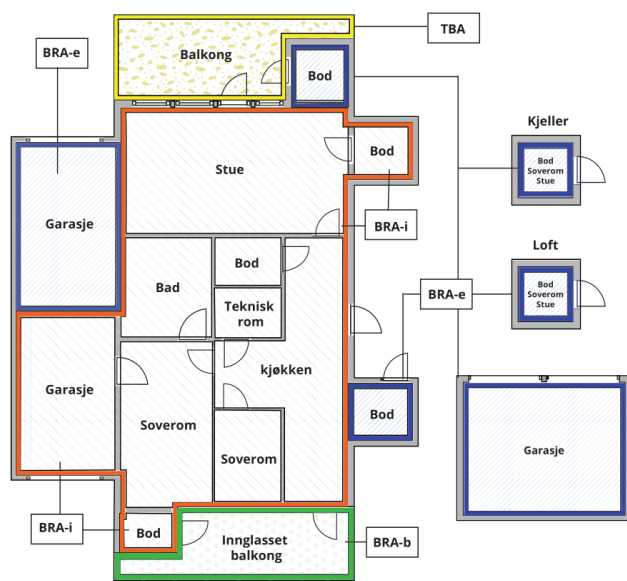 TBA
BRA-e
Balkong
Bod
Kjeller
Stue
Bod
Bod
Soverom
Stue
Garasje
BRA-i
Loft
Bod
Bad
Teknisk
rom
BRA-e
Bod
Soverom
Stue
kjøkken
Garasje
Soverom
Bod
Garasje
Soverom
BRA-i
Bod
Innglasset
balkong
BRA-b